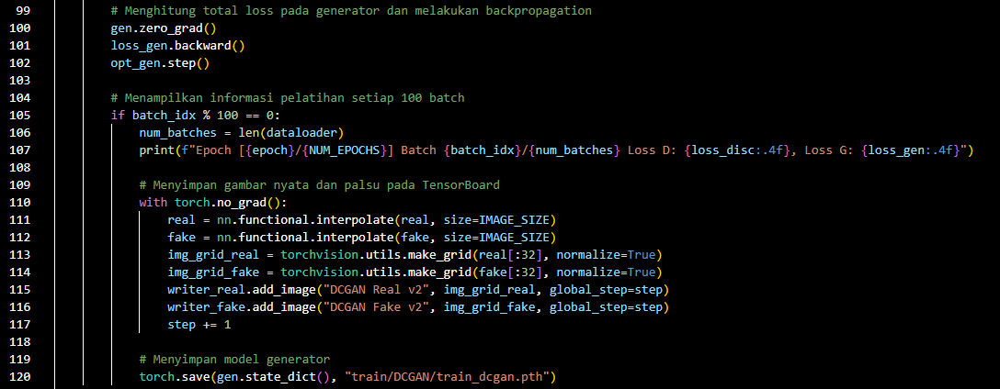 99 # Menghitung total loss pada generator dan melakukan backpropagation
100 gen.zero_grad()
101 loss_gen.backward()
102 opt_gen.step()
103
104 # Menampilkan informasi pelatihan setiap 100 batch
105 if batch_idx % 100 == 0:
106 num_batches = len(dataloader)
107 print(f"Epoch [{epoch}/{NUM_EPOCHS}] Batch {batch_idx}/{num_batches} Loss D: {loss_disc:.4f}, Loss G: {loss_gen:.4f}")
108
109 # Menyimpan gambar nyata dan palsu pada TensorBoard
110 with torch.no_grad():
111 real = nn.functional.interpolate(real, size=IMAGE_SIZE)
112 fake = nn.functional.interpolate(fake, size=IMAGE_SIZE)
113 img_grid_real = torchvision.utils.make_grid(real[:32], normalize=True)
114 img_grid_fake = torchvision.utils.make_grid(fake[:32], normalize=True)
115 writer_real.add_image("DCGAN Real v2", img_grid_real, global_step=step)
116 writer_fake.add_image("DCGAN Fake v2", img_grid_fake, global_step=step)
117 step += 1
118
119 # Menyimpan model generator
120 torch.save(gen.state_dict(), "train/DCGAN/train_dcgan.pth")